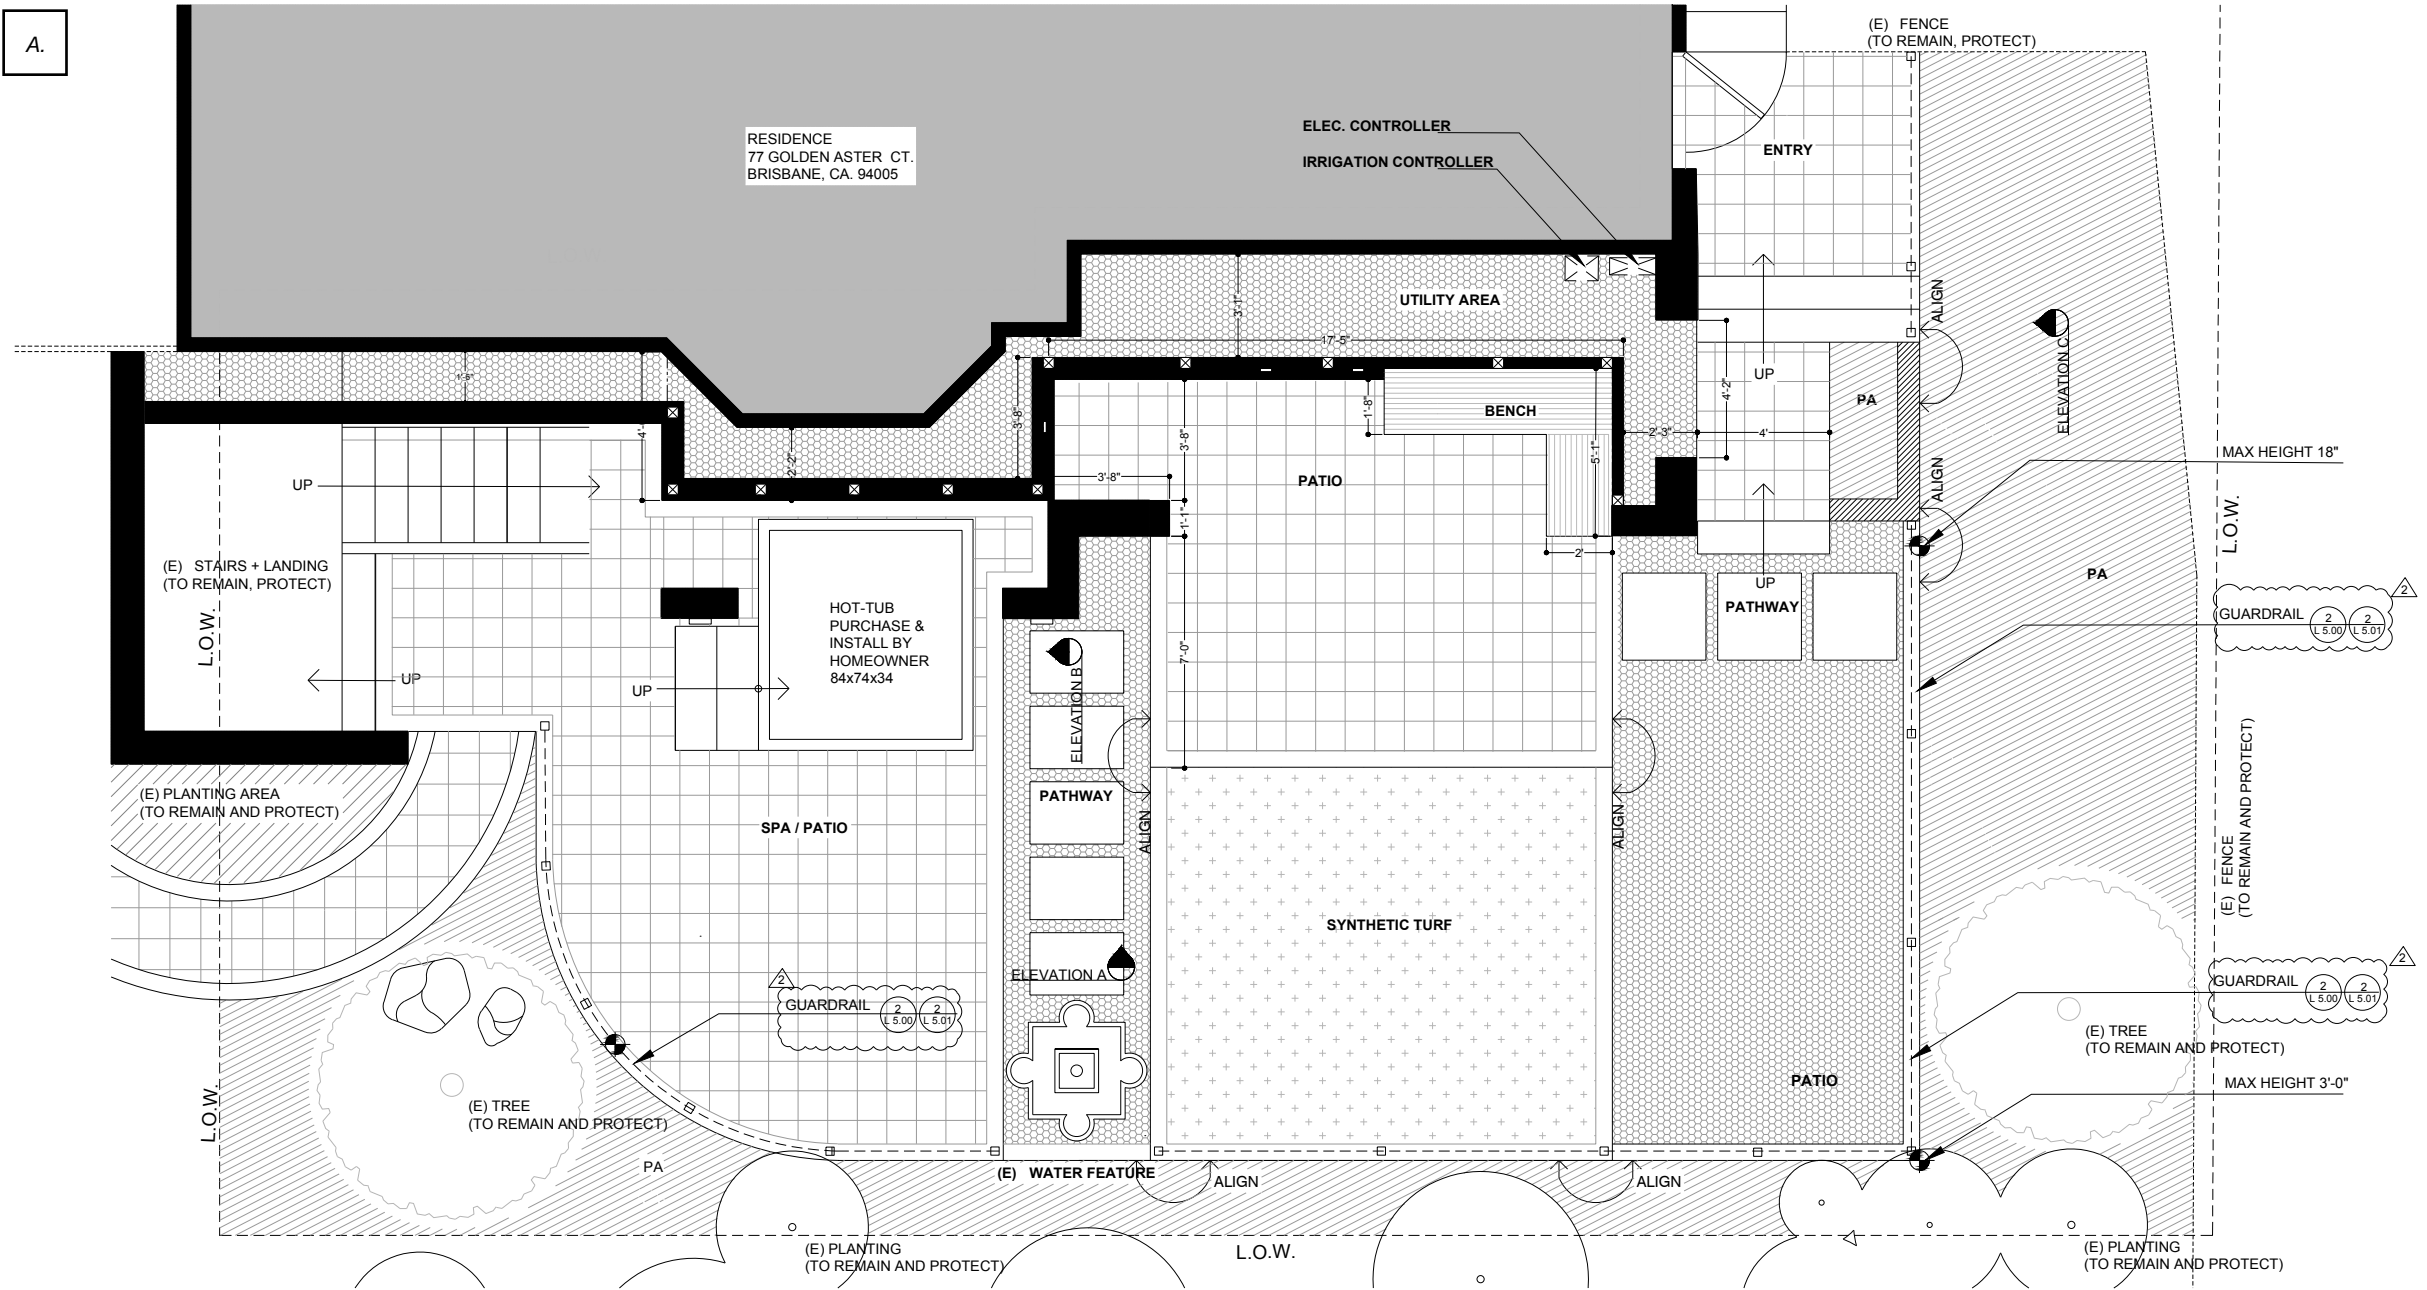 A.
(E) FENCE
(TO REMAIN, PROTECT)
RESIDENCE
77 GOLDEN ASTER CT.
BRISBANE, CA. 94005
ELEC. CONTROLLER
IRRIGATION CONTROLLER
ENTRY
UTILITY AREA
3'-1"
17'-5"
ALIGN
ELEVATION C
1'-6"
4'-
2'-2"
3'-8"
3'-8"
3'-8"
1'-8"
BENCH
5'-1"
2'-3"
4'-2"
UP
4'
PA
ALIGN
MAX HEIGHT 18"
L.O.W.
UP
PATIO
1'-1"
2'
(E) STAIRS + LANDING
(TO REMAIN, PROTECT)
L.O.W.
HOT-TUB
PURCHASE &
INSTALL BY
HOMEOWNER
84x74x34
UP
PATHWAY
PA
2
GUARDRAIL
2
L 5.00
2
L 5.01
UP
UP
ELEVATION B
7'-0"
(E) FENCE
(TO REMAIN AND PROTECT)
(E) PLANTING AREA
(TO REMAIN AND PROTECT)
SPA / PATIO
PATHWAY
ALIGN
ALIGN
SYNTHETIC TURF
ELEVATION A
2
GUARDRAIL
2
L 5.00
2
L 5.01
2
GUARDRAIL
2
L 5.00
2
L 5.01
(E) TREE
(TO REMAIN AND PROTECT)
PATIO
MAX HEIGHT 3'-0"
L.O.W.
(E) TREE
(TO REMAIN AND PROTECT)
PA
(E) WATER FEATURE
ALIGN
ALIGN
(E) PLANTING
(TO REMAIN AND PROTECT)
L.O.W.
(E) PLANTING
(TO REMAIN AND PROTECT)